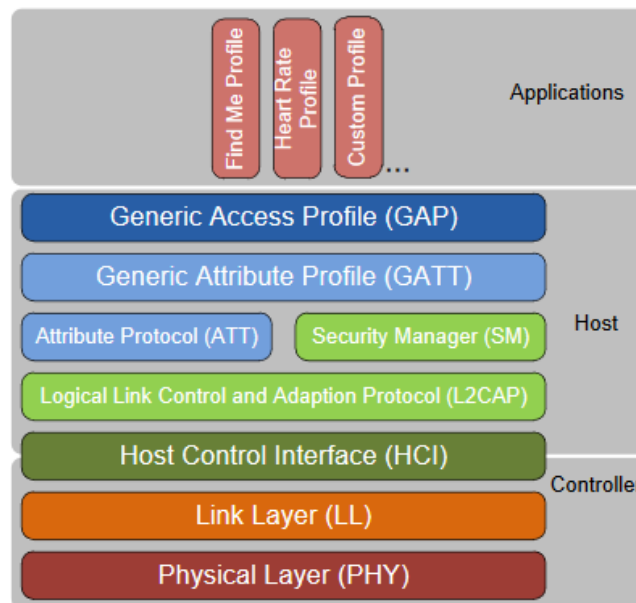 Find Me Profile
Heart Rate
Profile
Custom Profile
...
Applications
Generic Access Profile (GAP)
Generic Attribute Profile (GATT)
Attribute Protocol (ATT)
Security Manager (SM)
Host
Logical Link Control and Adaption Protocol (L2CAP)
Host Control Interface (HCI)
Controlle
Link Layer (LL)
Physical Layer (PHY)